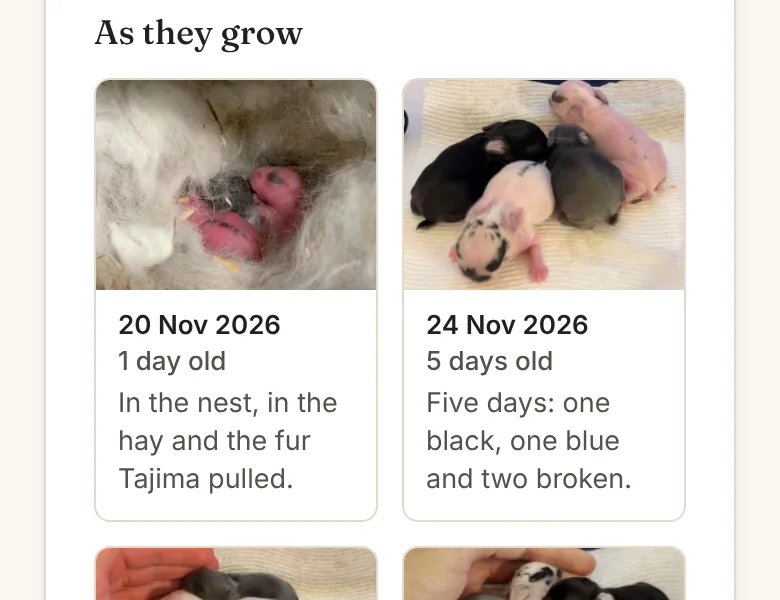 As they grow
20 Nov 2026
1 day old
In the nest, in the
hay and the fur
Tajima pulled.
24 Nov 2026
5 days old
Five days: one
black, one blue
and two broken.